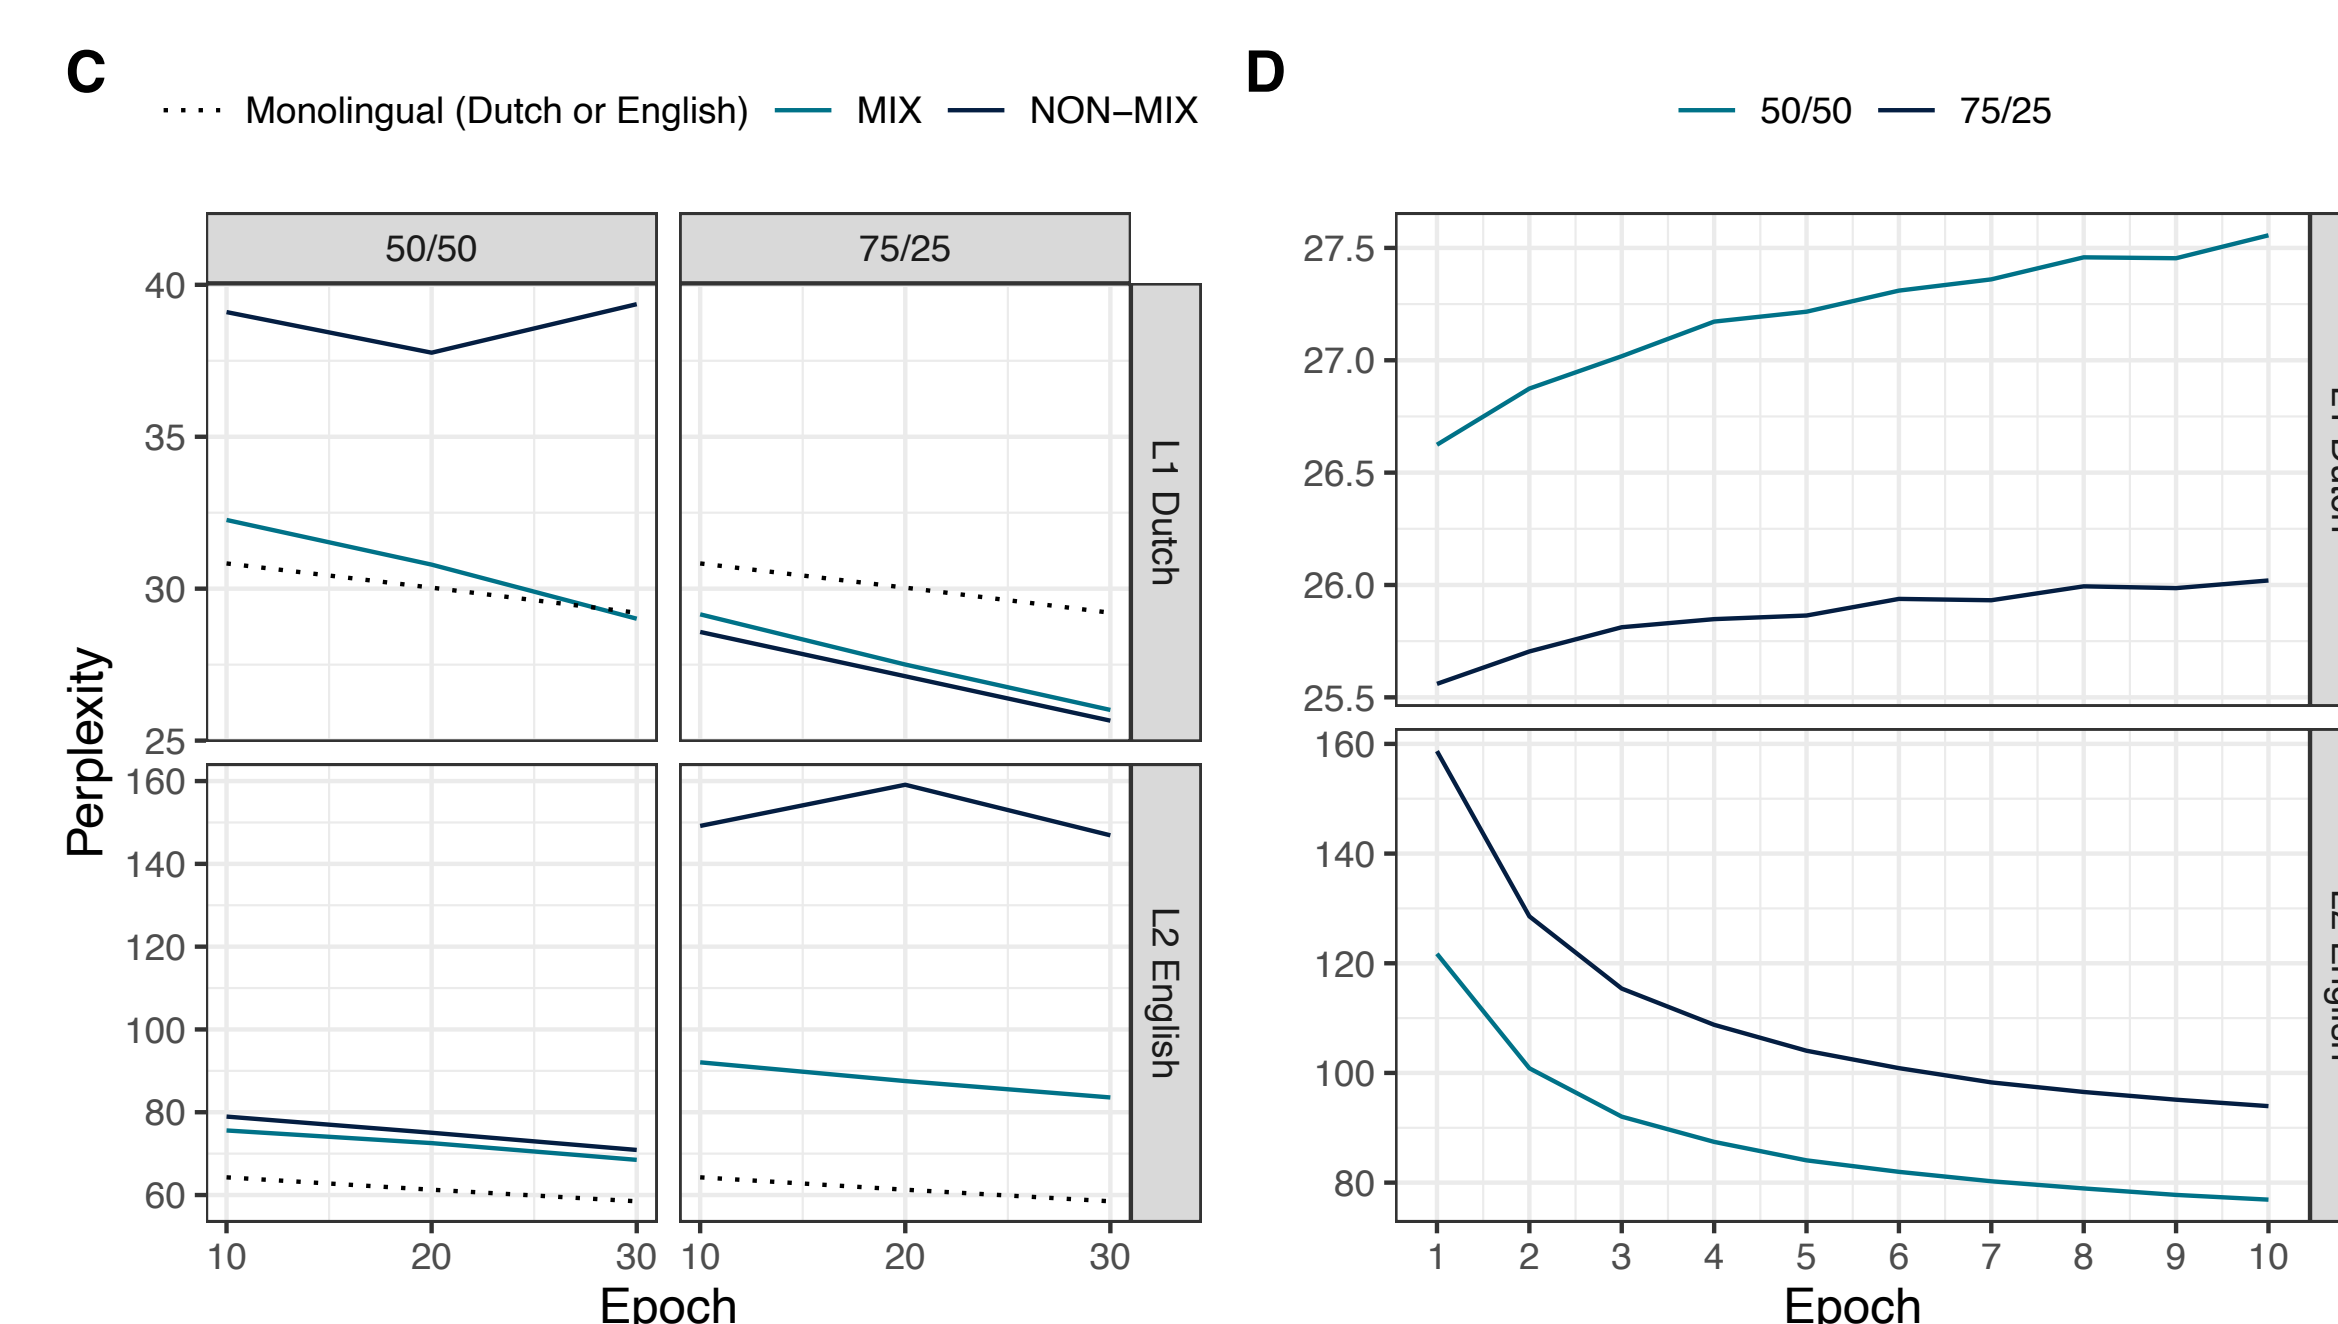 C
Monolingual (Dutch or English) MIX NON−MIX
50/50 75/25
40
35
30
25
L1 Dutch
Perplexity
160
140
120
100
80
60
L2 English
10 20 30 10 20 30
Epoch
D
50/50 75/25
27.5
27.0
26.5
26.0
25.5
160
140
120
100
80
1 2 3 4 5 6 7 8 9 10
Epoch